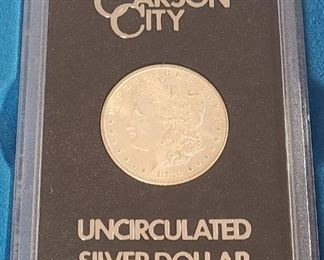 CARSON
CITY
UNCIRCULATED
SILVER DOLLAR